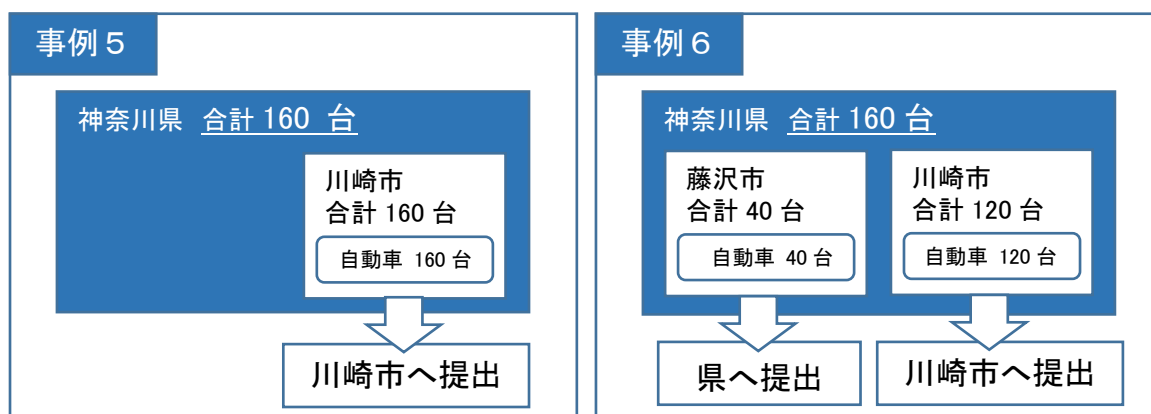 事例５
神奈川県 合計 160 台
川崎市
合計 160 台
自動車 160 台
川崎市へ提出
事例６
神奈川県 合計 160 台
藤沢市
合計 40 台
自動車 40 台
県へ提出
川崎市
合計 120 台
自動車 120 台
川崎市へ提出